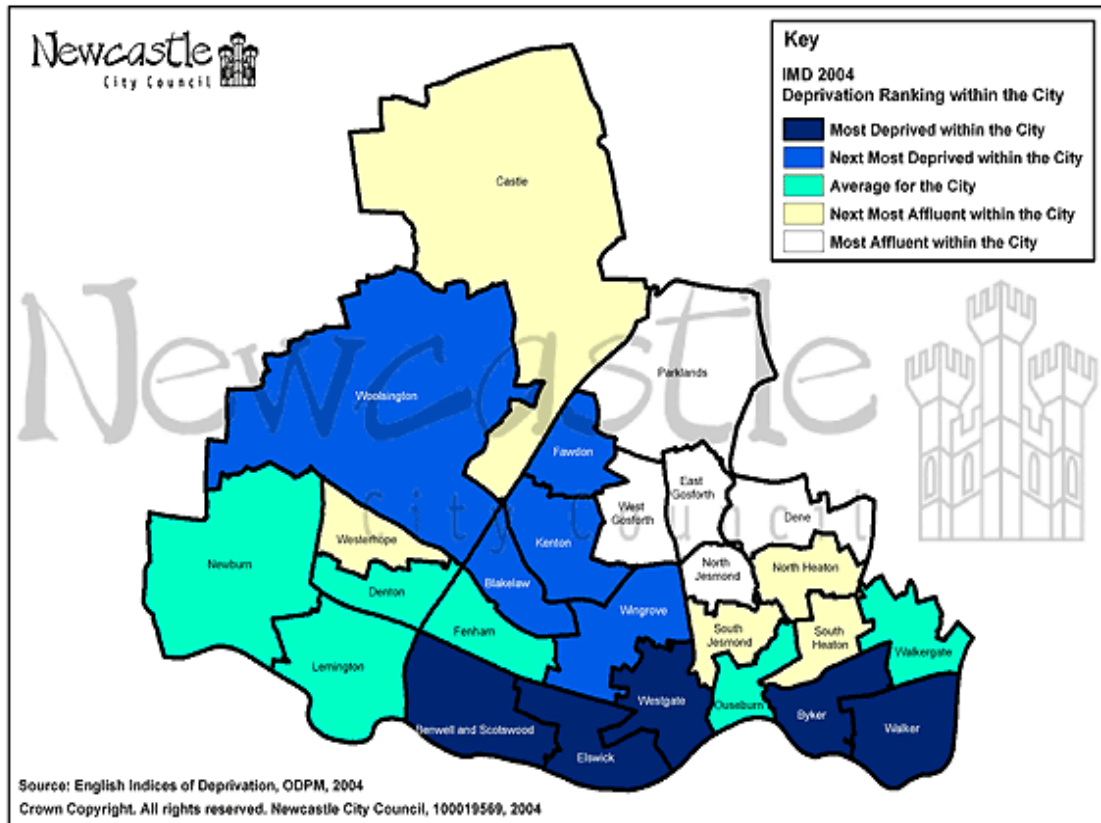 Newcastle
City Council
Key
IMD 2004
Deprivation Ranking within the City
Most Deprived within the City
Next Most Deprived within the City
Average for the City
Next Most Affluent within the City
Most Affluent within the City
Newcastle
City Council
Castle
Parklands
Woolsington
Fawdon
East
Gosforth
West
Gosforth
Dene
Westerhope
Kenton
North
Jesmond
North Heaton
Newburn
Denton
Blakelaw
Wingrove
Fenham
South
Jesmond
South
Heaton
Walkergate
Lemington
Westgate
Ouseburn
Byker
Walker
Benwell and Scotswood
Elswick
Source: English Indices of Deprivation, ODPM, 2004
Crown Copyright. All rights reserved. Newcastle City Council, 100019569, 2004